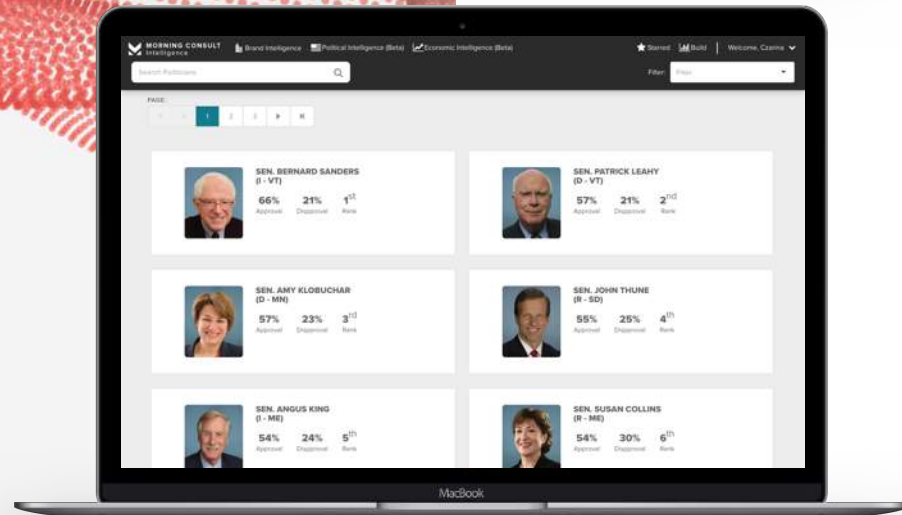 MORNING CONSULT
Intelligence
Brand Intelligence
Political Intelligence (Beta)
Economic Intelligence (Beta)
Starred
Build
Welcome, Czarina
Search Politicians
Filter:
Filter
PAGE:
1 2 3
SEN. BERNARD SANDERS
(I - VT)
66% 21% 1st
Approval Disapproval Rank
SEN. PATRICK LEAHY
(D - VT)
57% 21% 2nd
Approval Disapproval Rank
SEN. AMY KLOBUCHAR
(D - MN)
57% 23% 3rd
Approval Disapproval Rank
SEN. JOHN THUNE
(R - SD)
55% 25% 4th
Approval Disapproval Rank
SEN. ANGUS KING
(I - ME)
54% 24% 5th
Approval Disapproval Rank
SEN. SUSAN COLLINS
(R - ME)
54% 30% 6th
Approval Disapproval Rank
MacBook